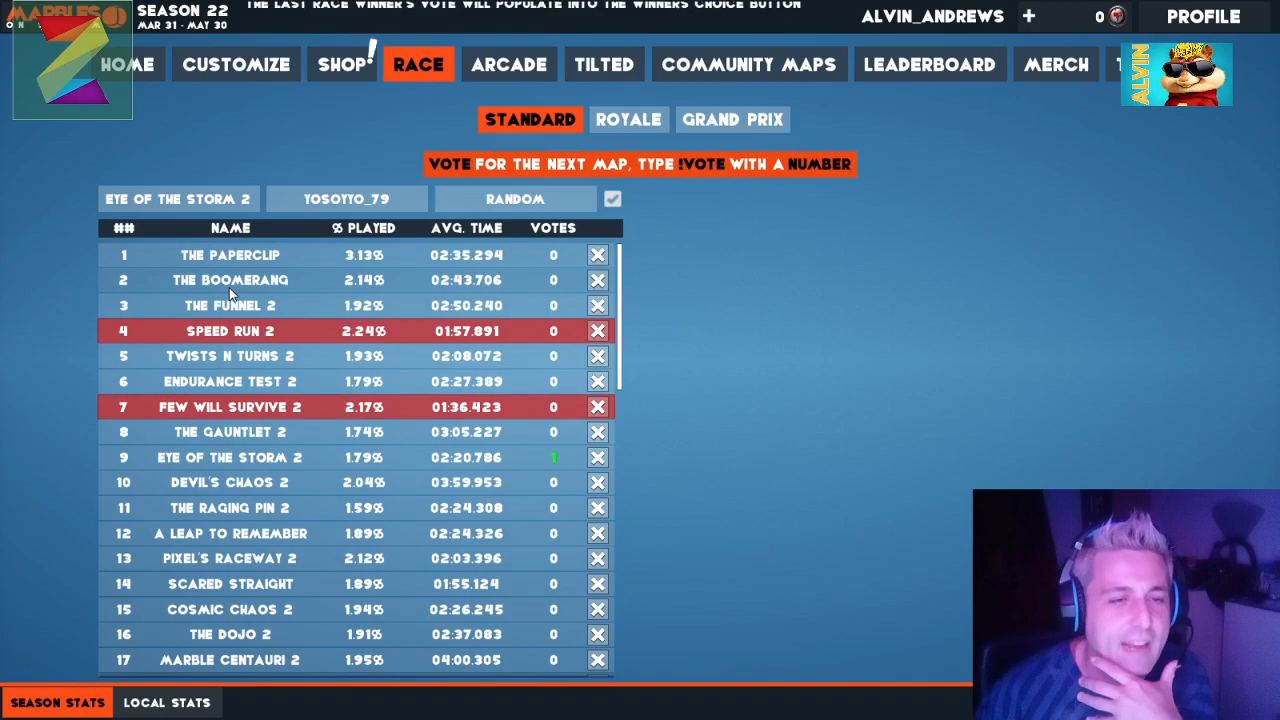 THE LAST RACE WINNER'S VOTE WILL POPULATE INTO THE WINNERS CHOICE BUTTON
MARBLES ON SEASON 22 ALVIN_ANDREWS + 0 PROFILE
MAR 31 - MAY 30
HOME CUSTOMIZE SHOP! RACE ARCADE TILTED COMMUNITY MAPS LEADERBOARD MERCH
ALVIN
STANDARD ROYALE GRAND PRIX
VOTE FOR THE NEXT MAP, TYPE !VOTE WITH A NUMBER
EYE OF THE STORM 2 YOSOYYO_79 RANDOM
## NAME % PLAYED AVG. TIME VOTES
1 THE PAPERCLIP 3.13% 02:35.294 0
2 THE BOOMERANG 2.14% 02:43.706 0
3 THE FUNNEL 2 1.92% 02:50.240 0
4 SPEED RUN 2 2.24% 01:57.891 0
5 TWISTS N TURNS 2 1.93% 02:08.072 0
6 ENDURANCE TEST 2 1.79% 02:27.389 0
7 FEW WILL SURVIVE 2 2.17% 01:36.423 0
8 THE GAUNTLET 2 1.74% 03:05.227 0
9 EYE OF THE STORM 2 1.79% 02:20.786 1
10 DEVIL'S CHAOS 2 2.04% 03:59.953 0
11 THE RAGING PIN 2 1.59% 02:24.308 0
12 A LEAP TO REMEMBER 1.89% 02:24.326 0
13 PIXEL'S RACEWAY 2 2.12% 02:03.396 0
14 SCARED STRAIGHT 1.89% 01:55.124 0
15 COSMIC CHAOS 2 1.94% 02:26.245 0
16 THE DOJO 2 1.91% 02:37.083 0
17 MARBLE CENTAURI 2 1.95% 04:00.305 0
SEASON STATS LOCAL STATS